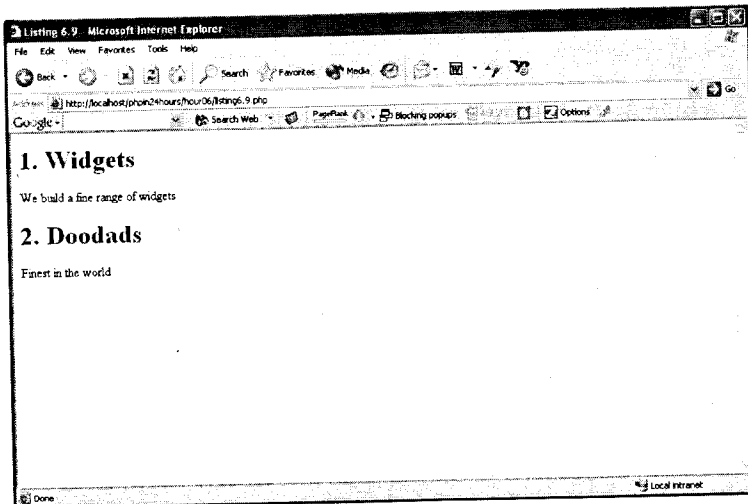 Listing 6.9 Microsoft Internet Explorer
File Edit View Favorites Tools Help
Back Search Favorites Media
Address http://localhost/phpin24hours/hour06/listing6.9.php Go
Google Search Web PageRank Blocking popups Options
1. Widgets
We build a fine range of widgets
2. Doodads
Finest in the world
Done Local intranet